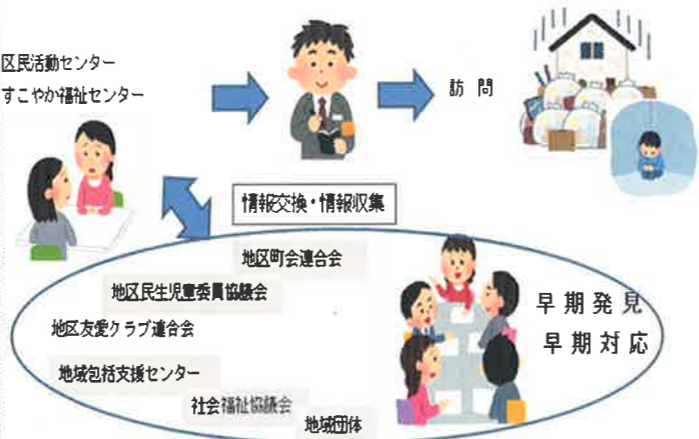 区民活動センター
すこやか福祉センター
訪問
情報交換・情報収集
地区町会連合会
地区民生児童委員協議会
地区友愛クラブ連合会
地域包括支援センター
社会福祉協議会
地域団体
早期発見
早期対応